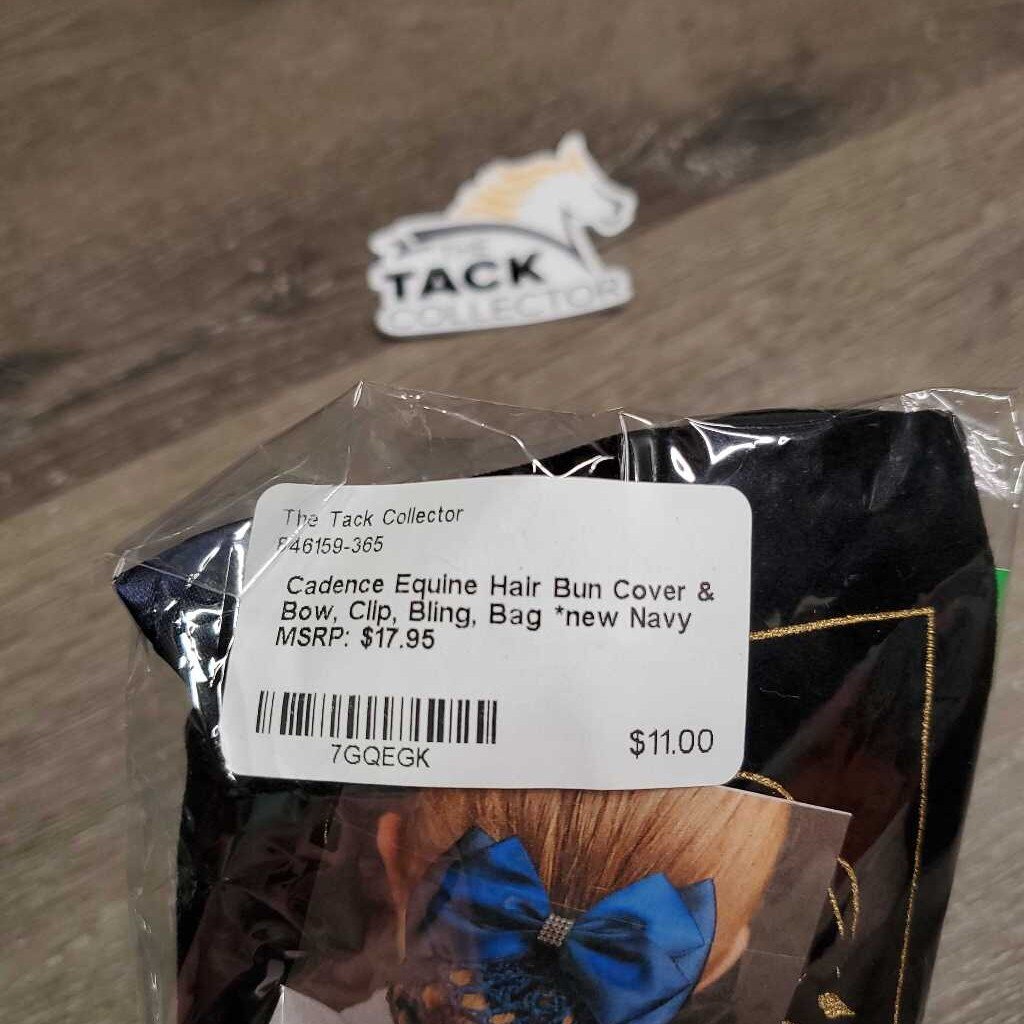 THE
TACK
COLLECTOR
The Tack Collector
F46159-365
Cadence Equine Hair Bun Cover &
Bow, Clip, Bling, Bag *new Navy
MSRP: $17.95
7GQEGK
$11.00